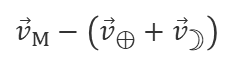 v⃗_M − (v⃗_⊕ + v⃗_☽)